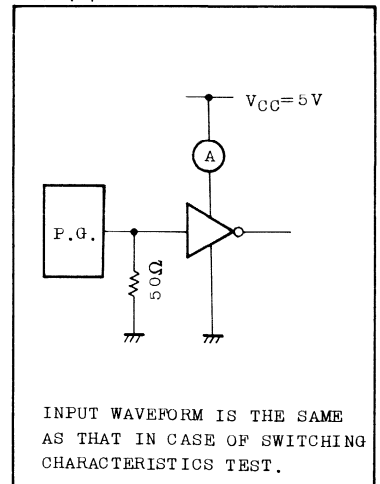 VCC=5V
A
P.G.
50Ω
INPUT WAVEFORM IS THE SAME
AS THAT IN CASE OF SWITCHING
CHARACTERISTICS TEST.